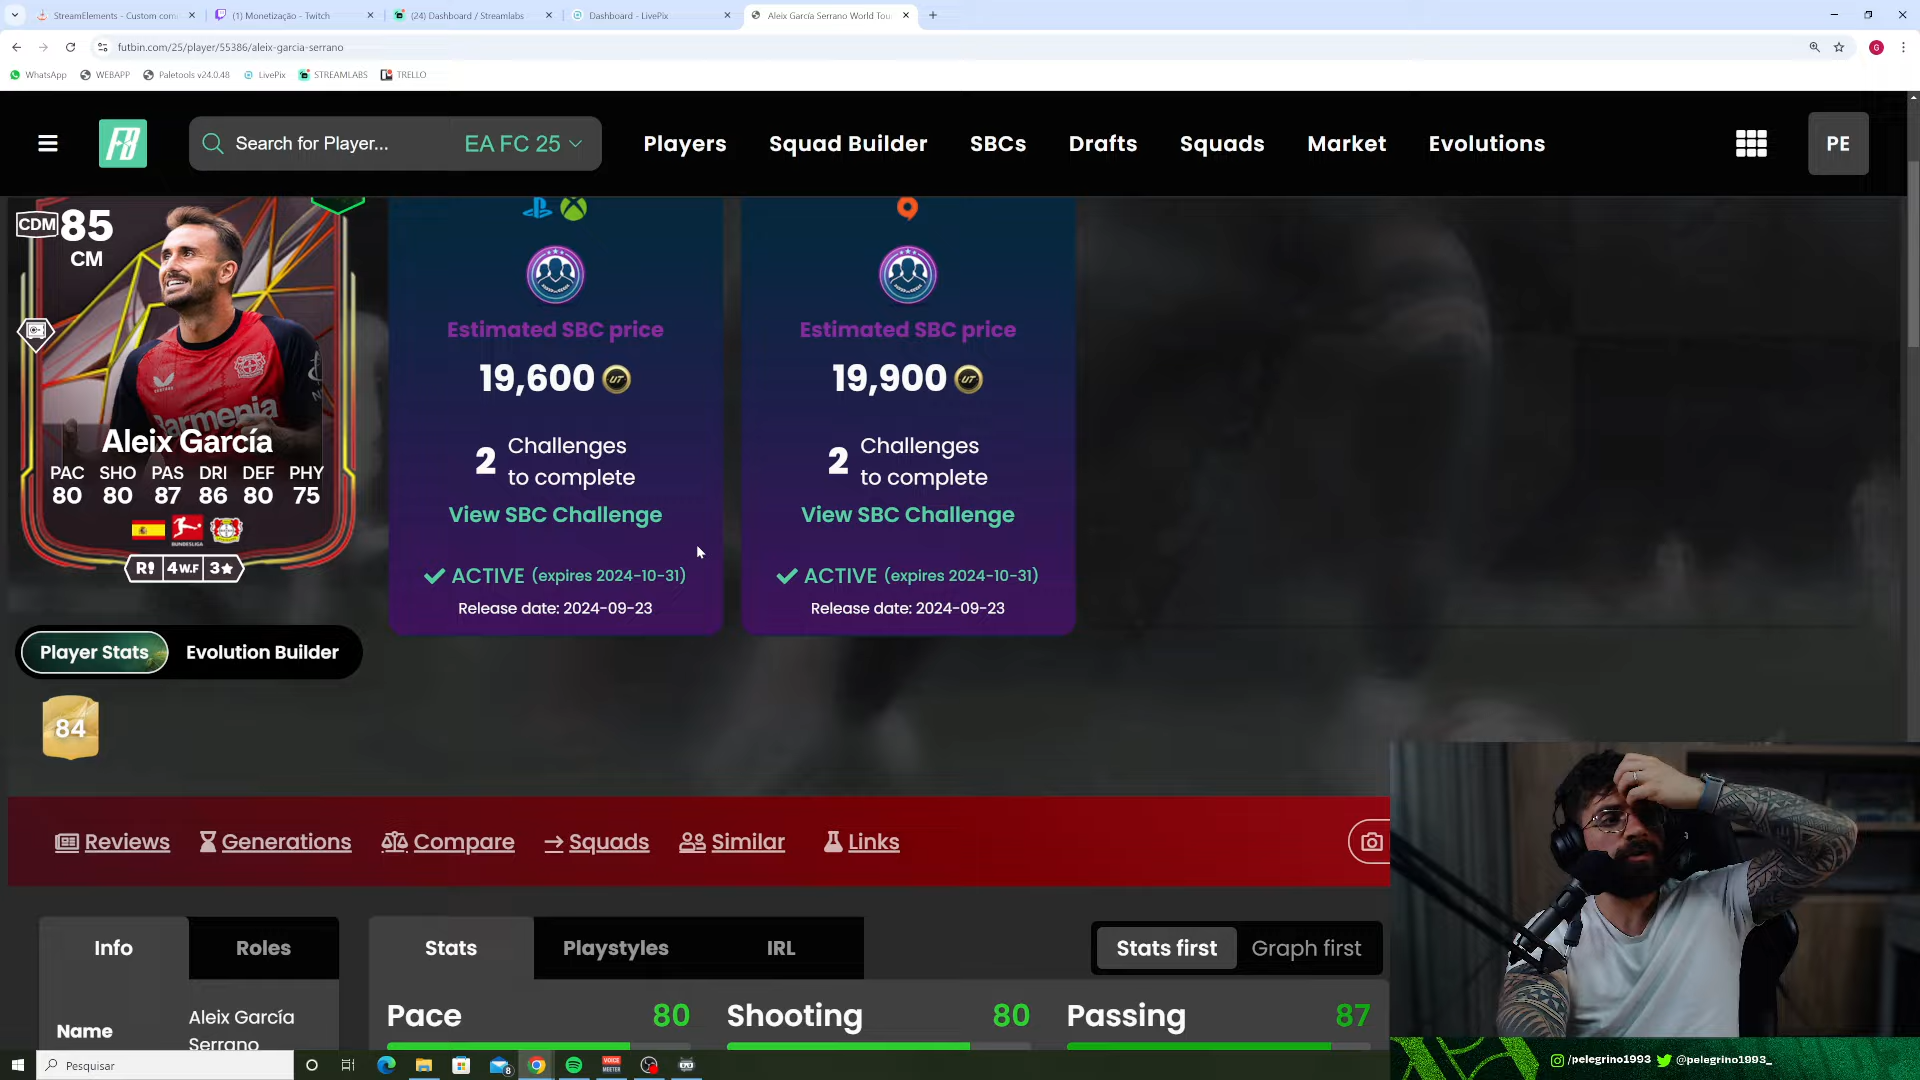 StreamElements - Custom com
(1) Monetização - Twitch
(24) Dashboard / Streamlabs
Dashboard - LivePix
Aleix García Serrano World Tou
futbin.com/25/player/55386/aleix-garcia-serrano
G
WhatsApp
WEBAPP
Paletools v24.0.48
LivePix
STREAMLABS
TRELLO
Search for Player...
EA FC 25
Players
Squad Builder
SBCs
Drafts
Squads
Market
Evolutions
PE
CDM 85
CM
Aleix García
PAC SHO PAS DRI DEF PHY
80 80 87 86 80 75
R 4 W.F 3★
Estimated SBC price
19,600
2 Challenges
to complete
View SBC Challenge
ACTIVE (expires 2024-10-31)
Release date: 2024-09-23
Estimated SBC price
19,900
2 Challenges
to complete
View SBC Challenge
ACTIVE (expires 2024-10-31)
Release date: 2024-09-23
Player Stats
Evolution Builder
84
Reviews
Generations
Compare
Squads
Similar
Links
Info
Roles
Stats
Playstyles
IRL
Stats first
Graph first
Name
Aleix García
Serrano
Pace 80
Shooting 80
Passing 87
Pesquisar
/pelegrino1993
@pelegrino1993_